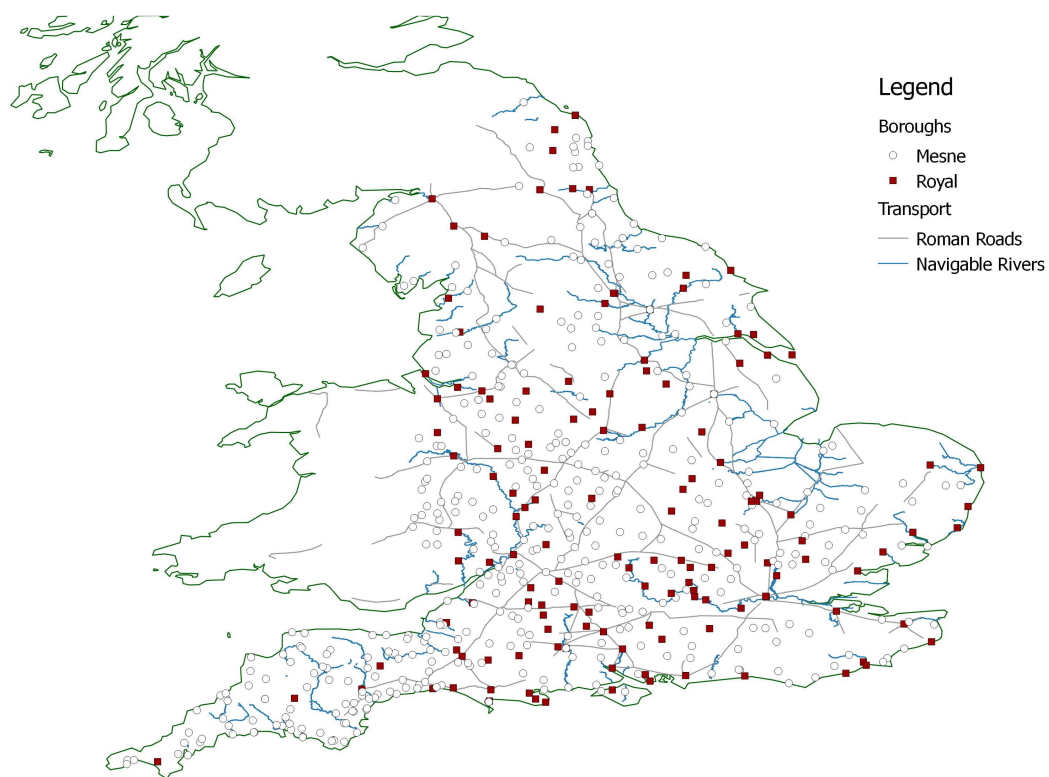 Legend
Boroughs
Mesne
Royal
Transport
Roman Roads
Navigable Rivers